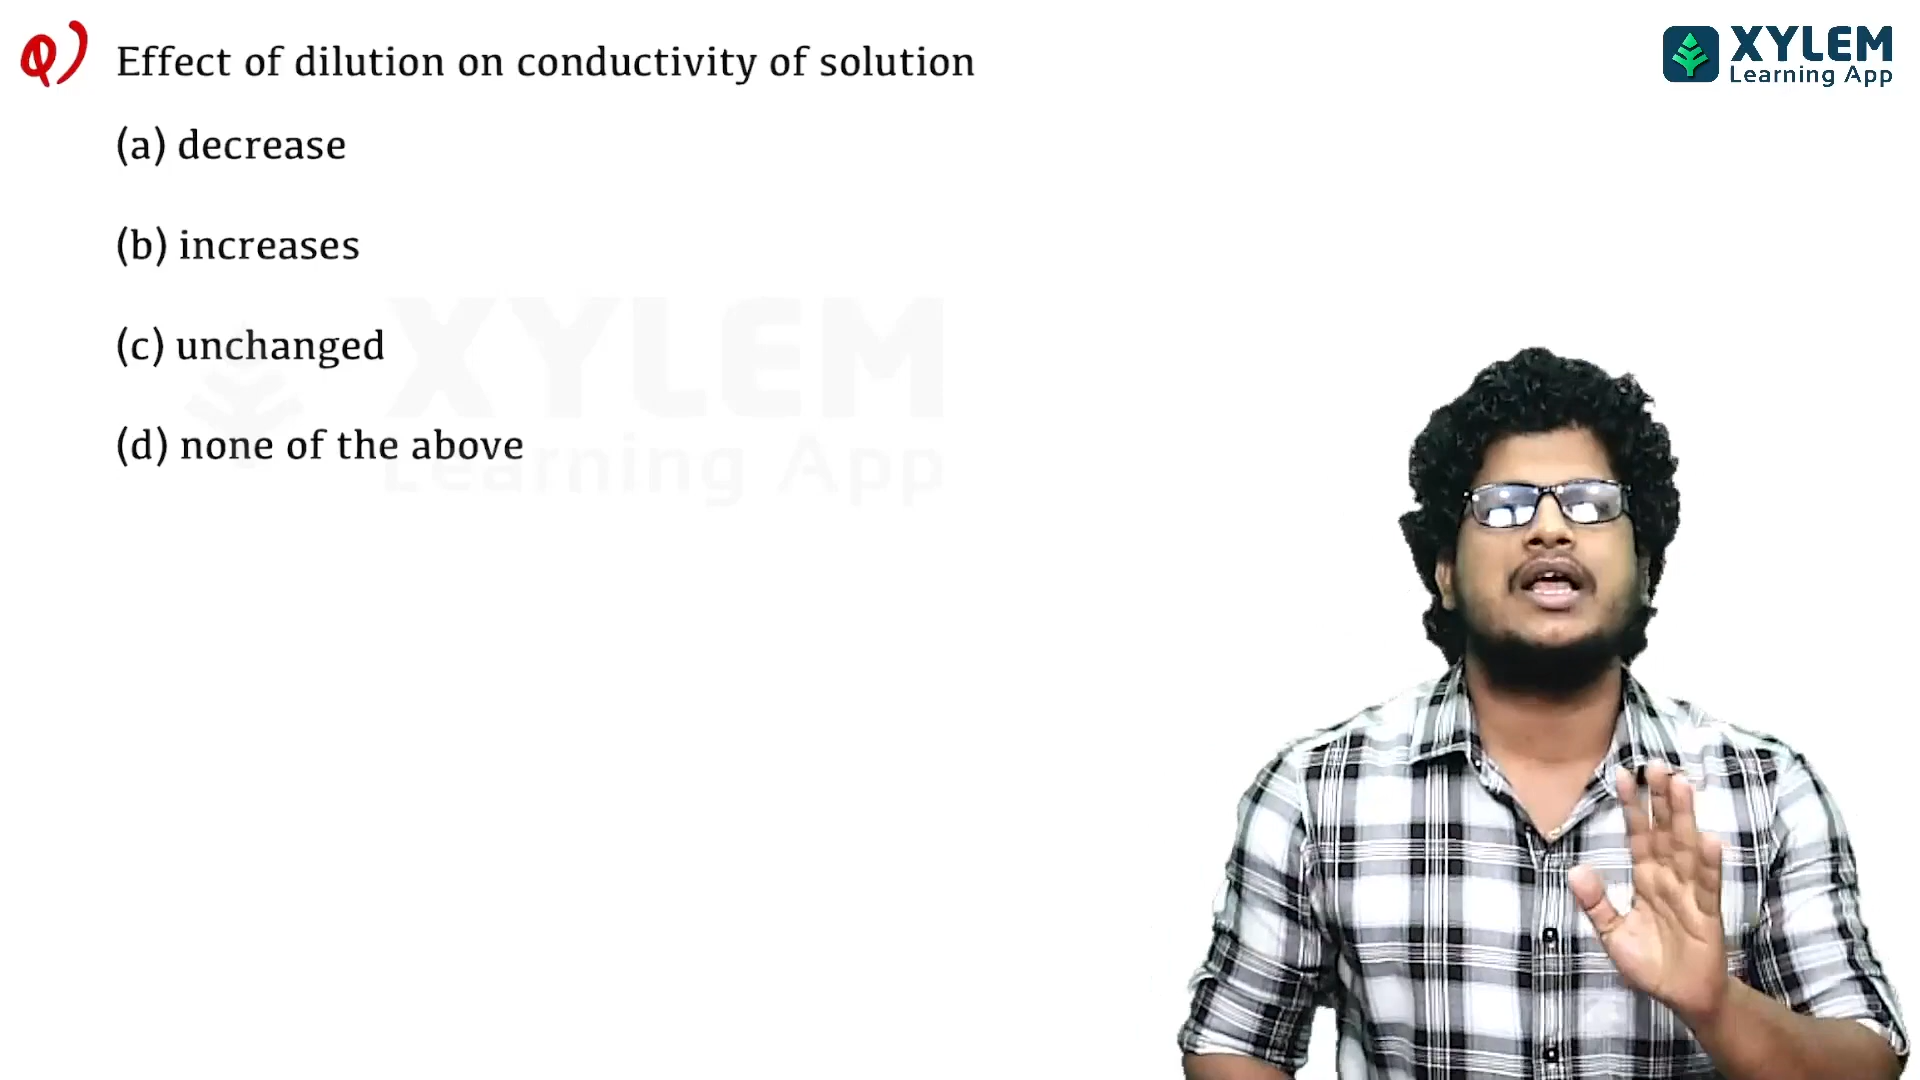 Q) Effect of dilution on conductivity of solution
(a) decrease
(b) increases
(c) unchanged
(d) none of the above
XYLEM
Learning App
XYLEM
Learning App